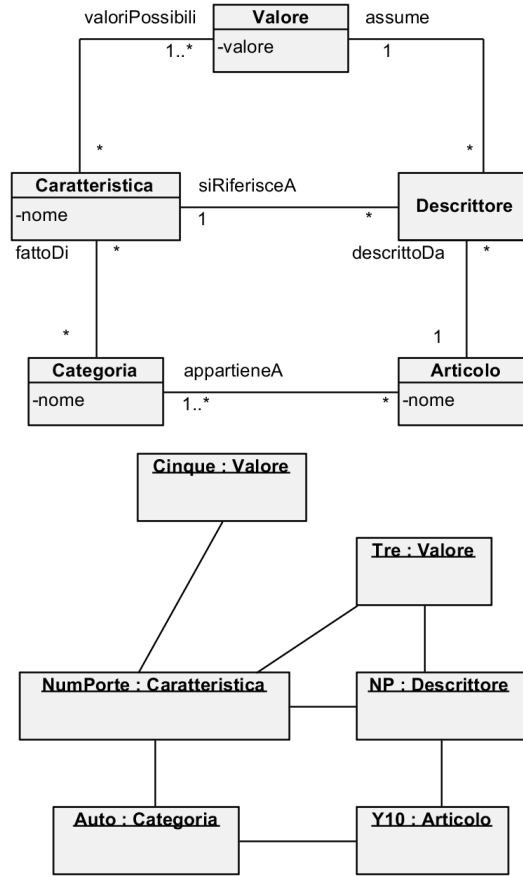 valoriPossibili
Valore
assume
-valore
1..*
1
*
*
Caratteristica
siRiferisceA
Descrittore
-nome
1
*
fattoDi
*
descrittoDa
*
*
1
Categoria
appartieneA
Articolo
-nome
1..*
*
-nome
Cinque : Valore
Tre : Valore
NumPorte : Caratteristica
NP : Descrittore
Auto : Categoria
Y10 : Articolo